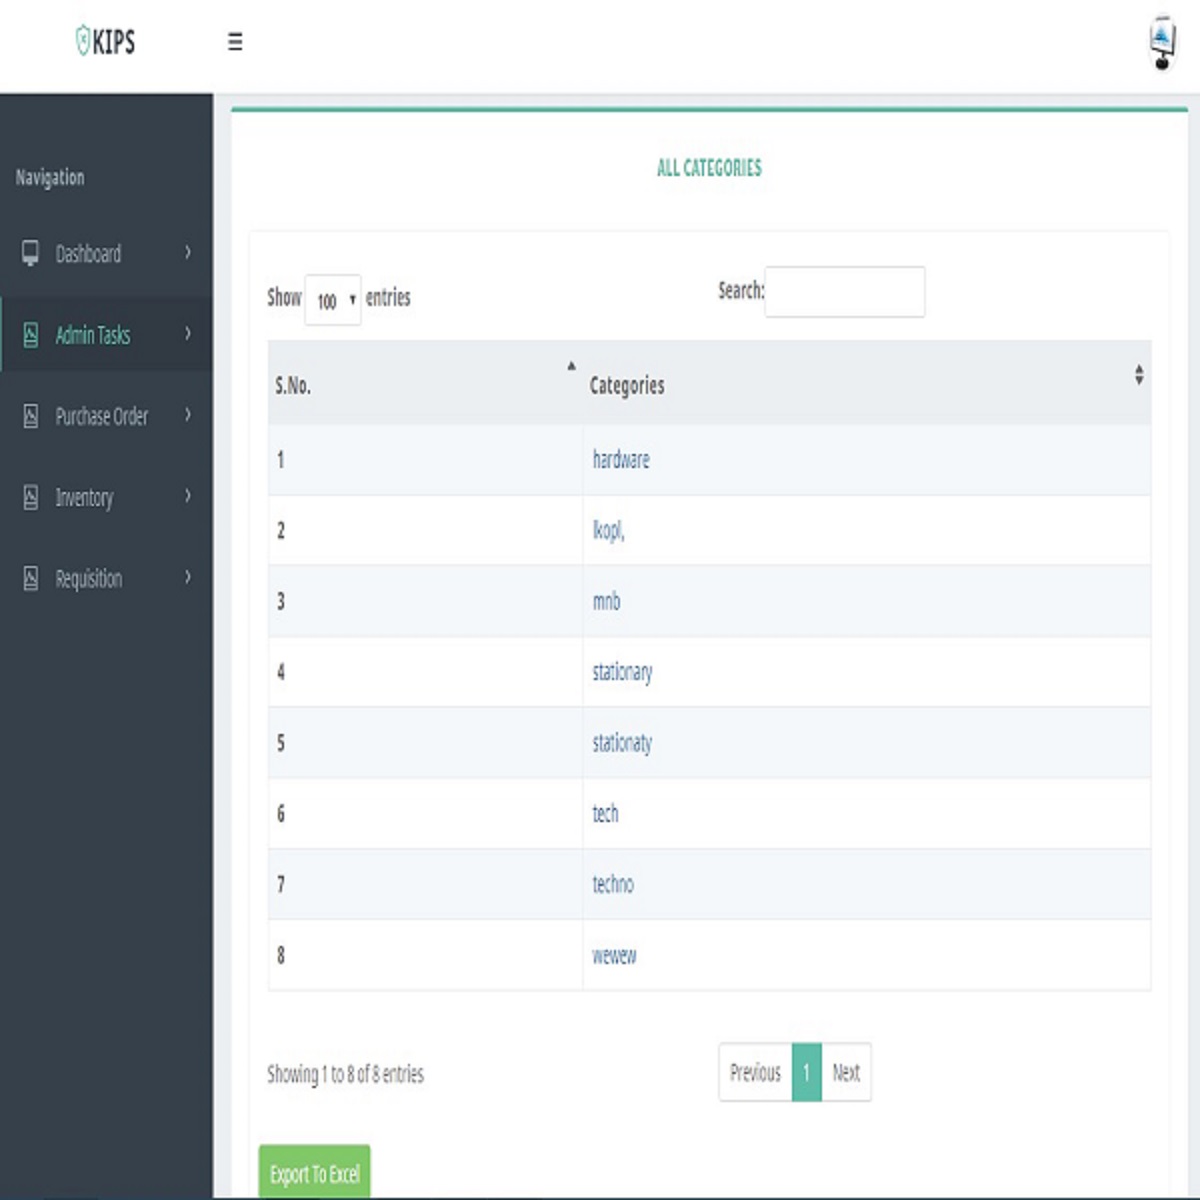 KIPS
Navigation
Dashboard
Admin Tasks
Purchase Order
Inventory
Requisition
ALL CATEGORIES
Show 100 entries
Search:
S.No. Categories
1 hardware
2 lkopl,
3 mnb
4 stationary
5 stationaty
6 tech
7 techno
8 wewew
Showing 1 to 8 of 8 entries
Previous 1 Next
Export To Excel